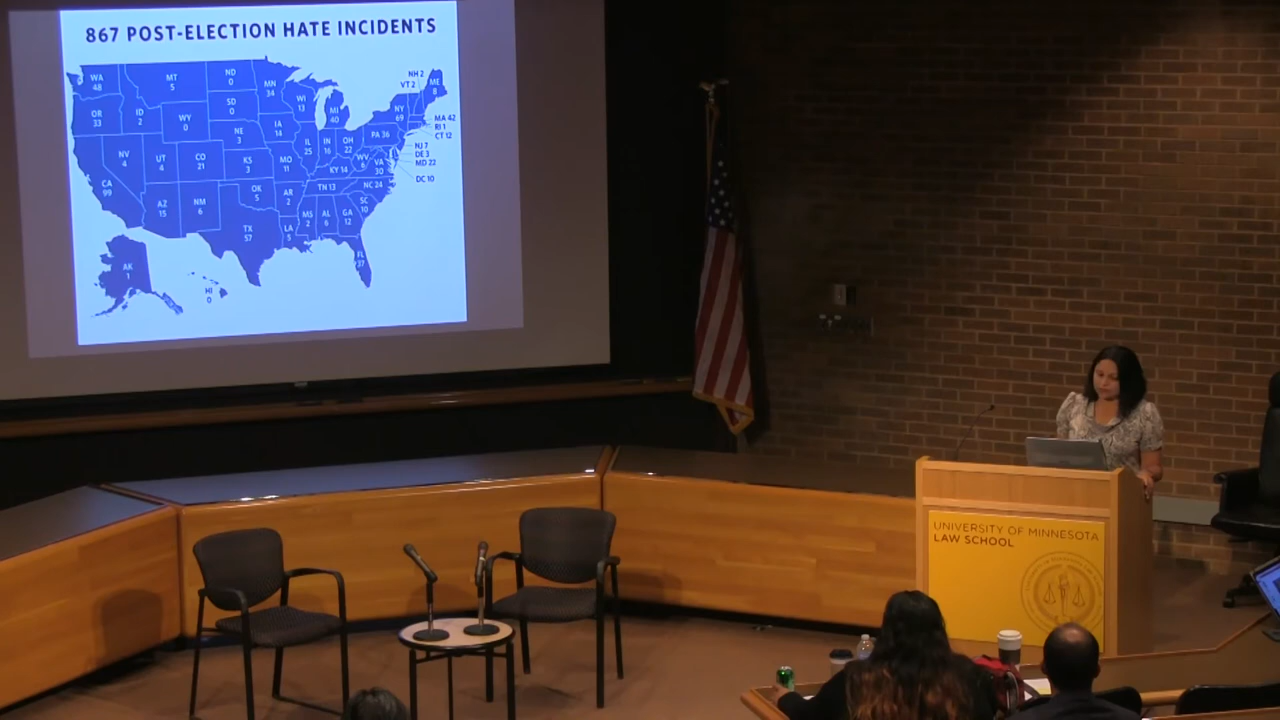 867 POST-ELECTION HATE INCIDENTS
WA
48
MT
5
ND
0
MN
34
NH 2
VT 2
ME
8
OR
33
ID
2
WY
0
SD
0
WI
13
MI
40
NY
69
MA 42
RI 1
CT 12
NE
3
IA
14
IL
25
IN
16
OH
22
PA 36
NJ 7
DE 3
MD 22
DC 10
NV
4
UT
4
CO
21
KS
3
MO
11
KY 14
WV
6
VA
30
CA
99
AZ
15
NM
6
OK
5
AR
2
TN 13
NC 24
SC
10
TX
57
LA
5
MS
2
AL
6
GA
12
FL
37
AK
1
HI
0
UNIVERSITY OF MINNESOTA
LAW SCHOOL